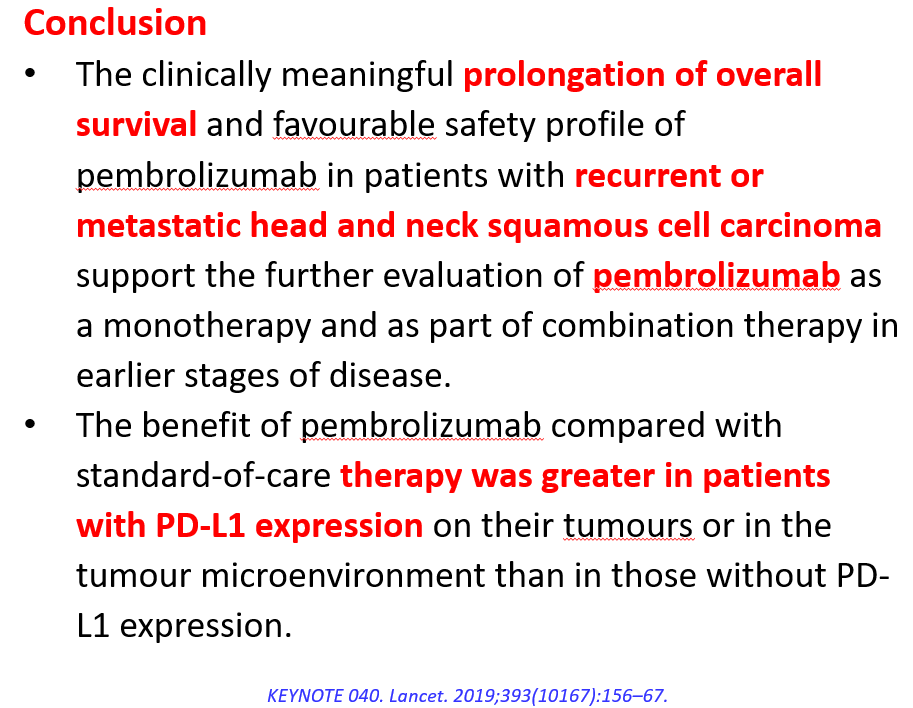 Conclusion
• The clinically meaningful prolongation of overall
survival and favourable safety profile of
pembrolizumab in patients with recurrent or
metastatic head and neck squamous cell carcinoma
support the further evaluation of pembrolizumab as
a monotherapy and as part of combination therapy in
earlier stages of disease.
• The benefit of pembrolizumab compared with
standard-of-care therapy was greater in patients
with PD-L1 expression on their tumours or in the
tumour microenvironment than in those without PD-
L1 expression.
KEYNOTE 040. Lancet. 2019;393(10167):156–67.